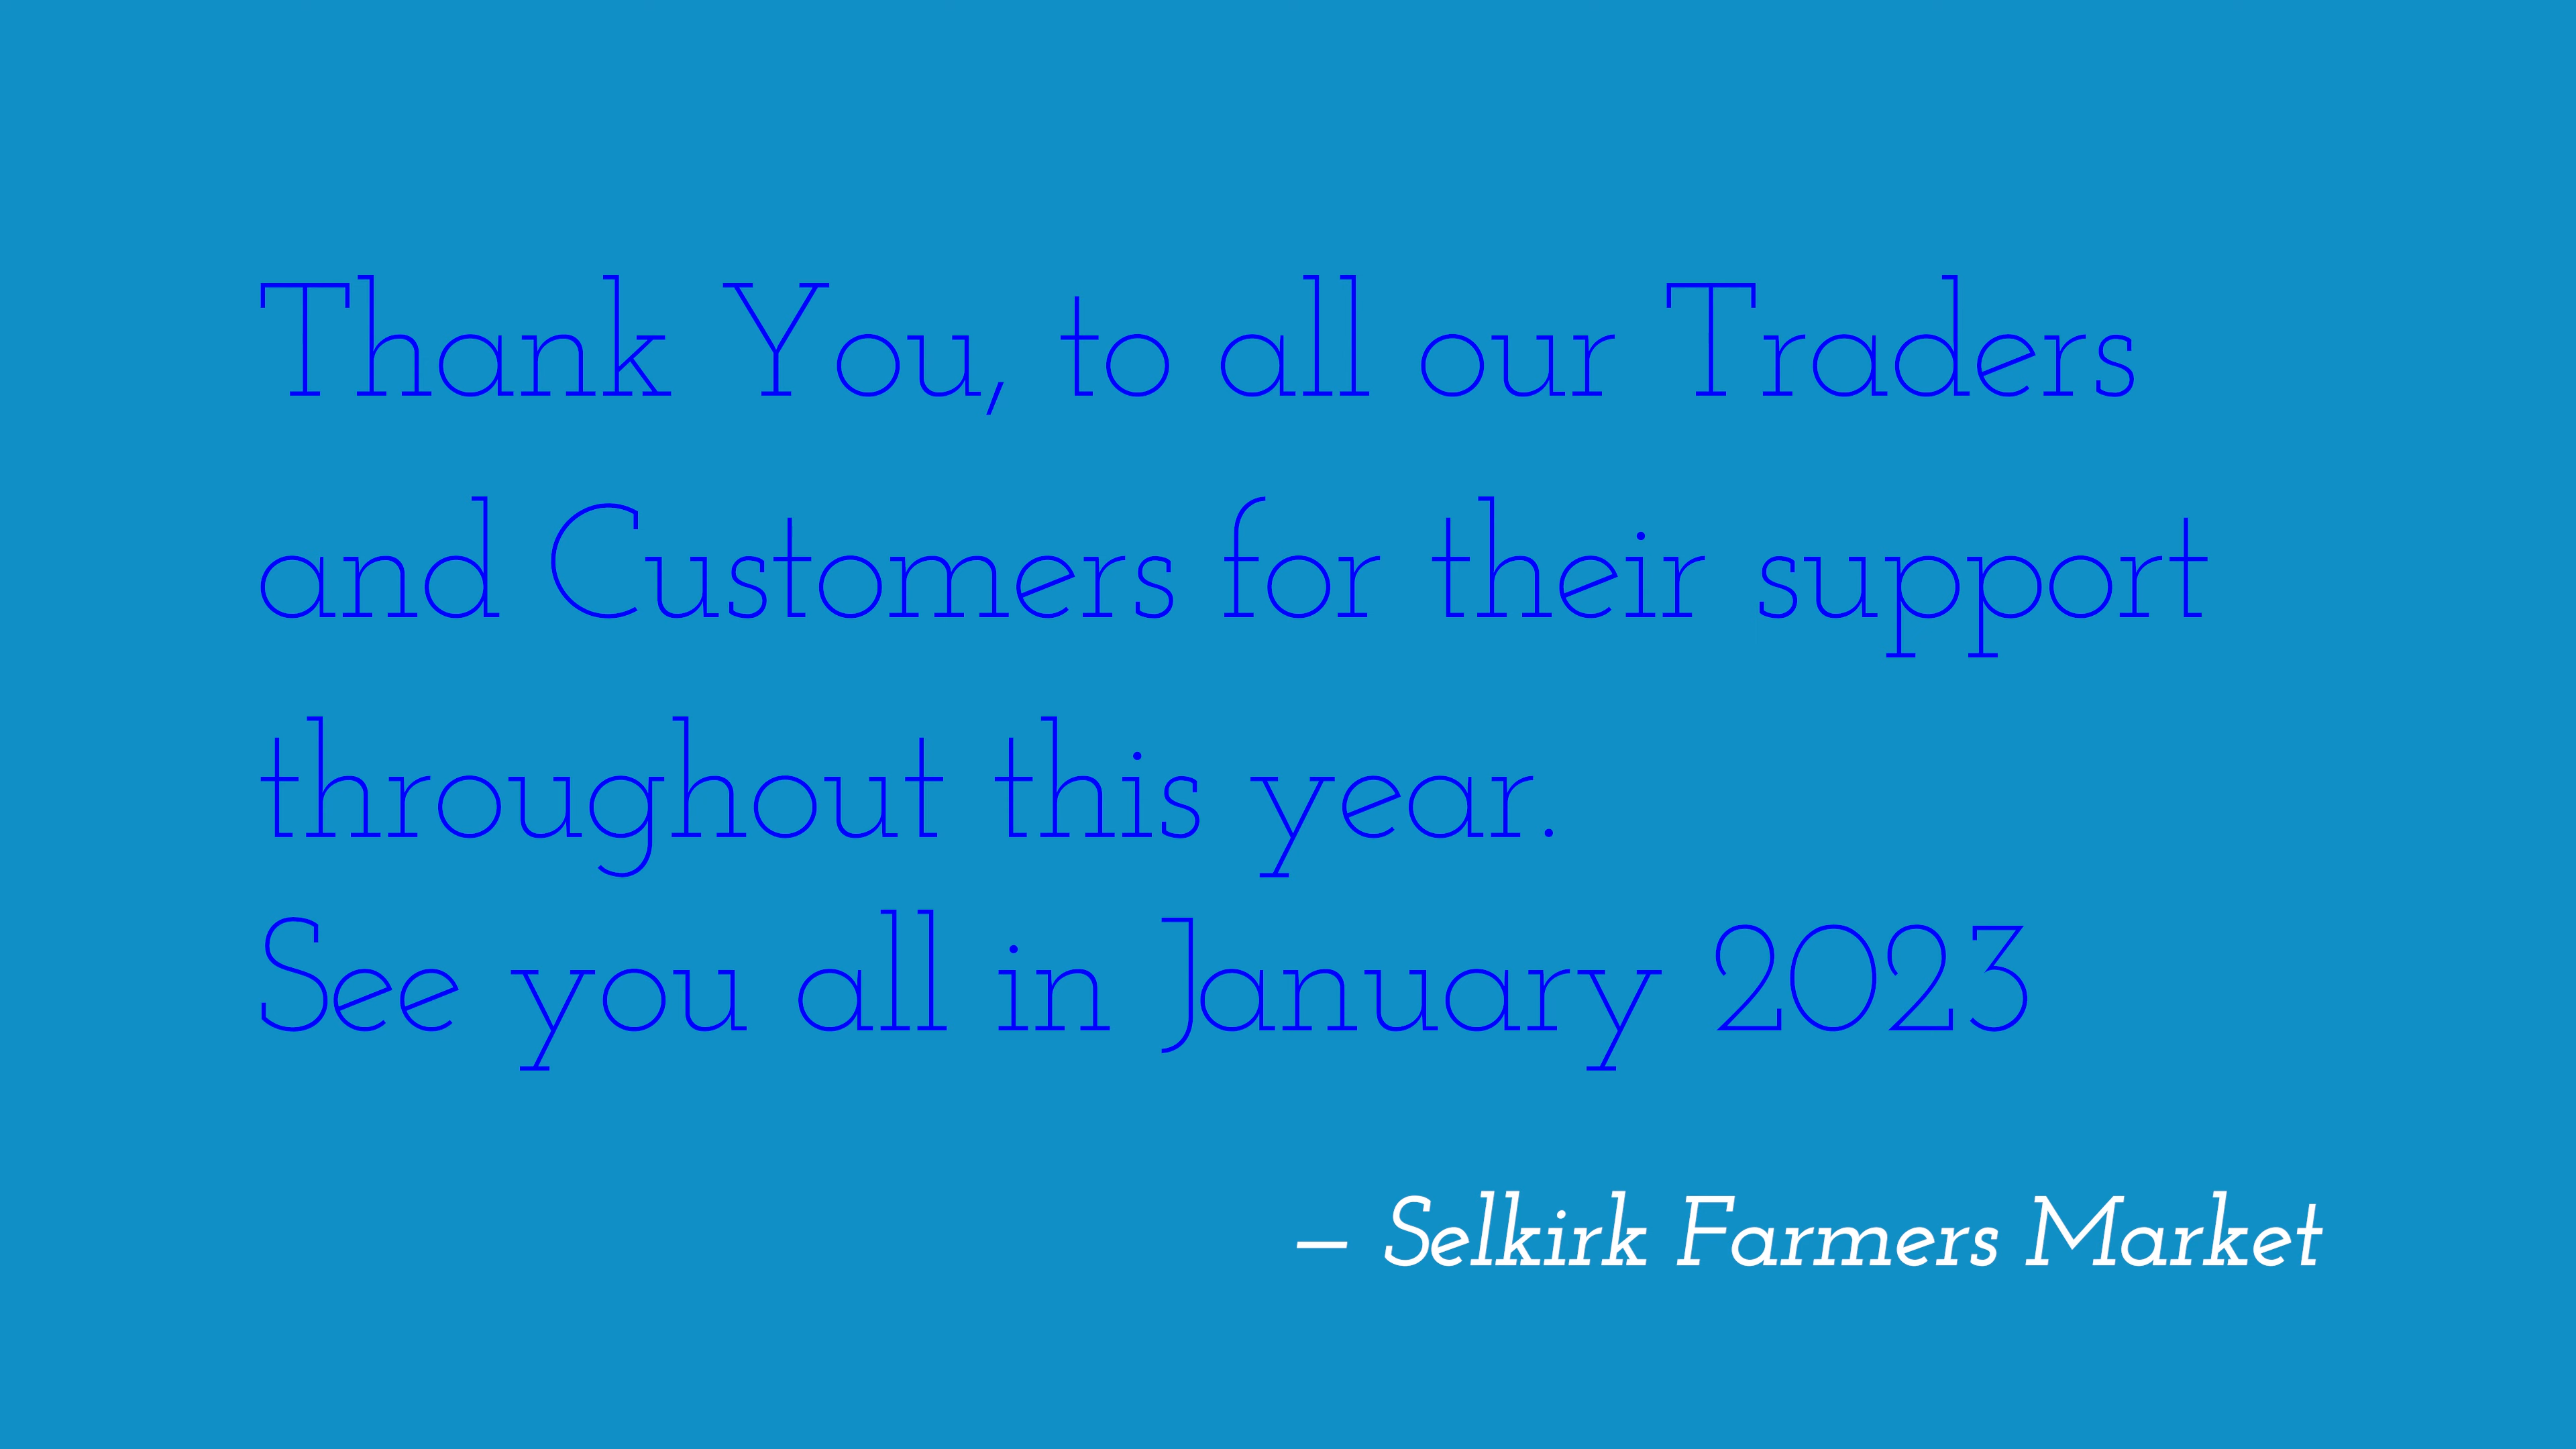 Thank You, to all our Traders
and Customers for their support
throughout this year.
See you all in January 2023
– Selkirk Farmers Market